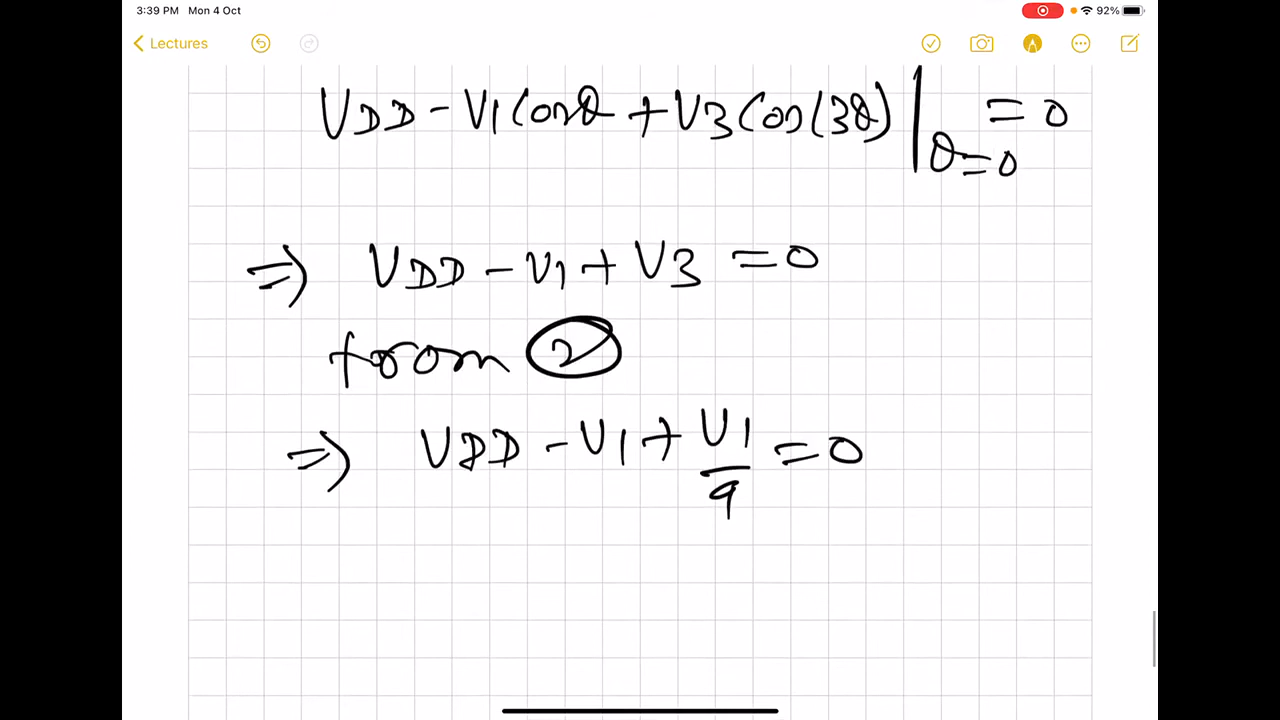 3:39 PM Mon 4 Oct 92%
Lectures
VDD - V1 Cosθ + V3 Cos(3θ) |θ=0 = 0
⇒ VDD - V1 + V3 = 0
from ②
⇒ VDD - V1 + V1/9 = 0